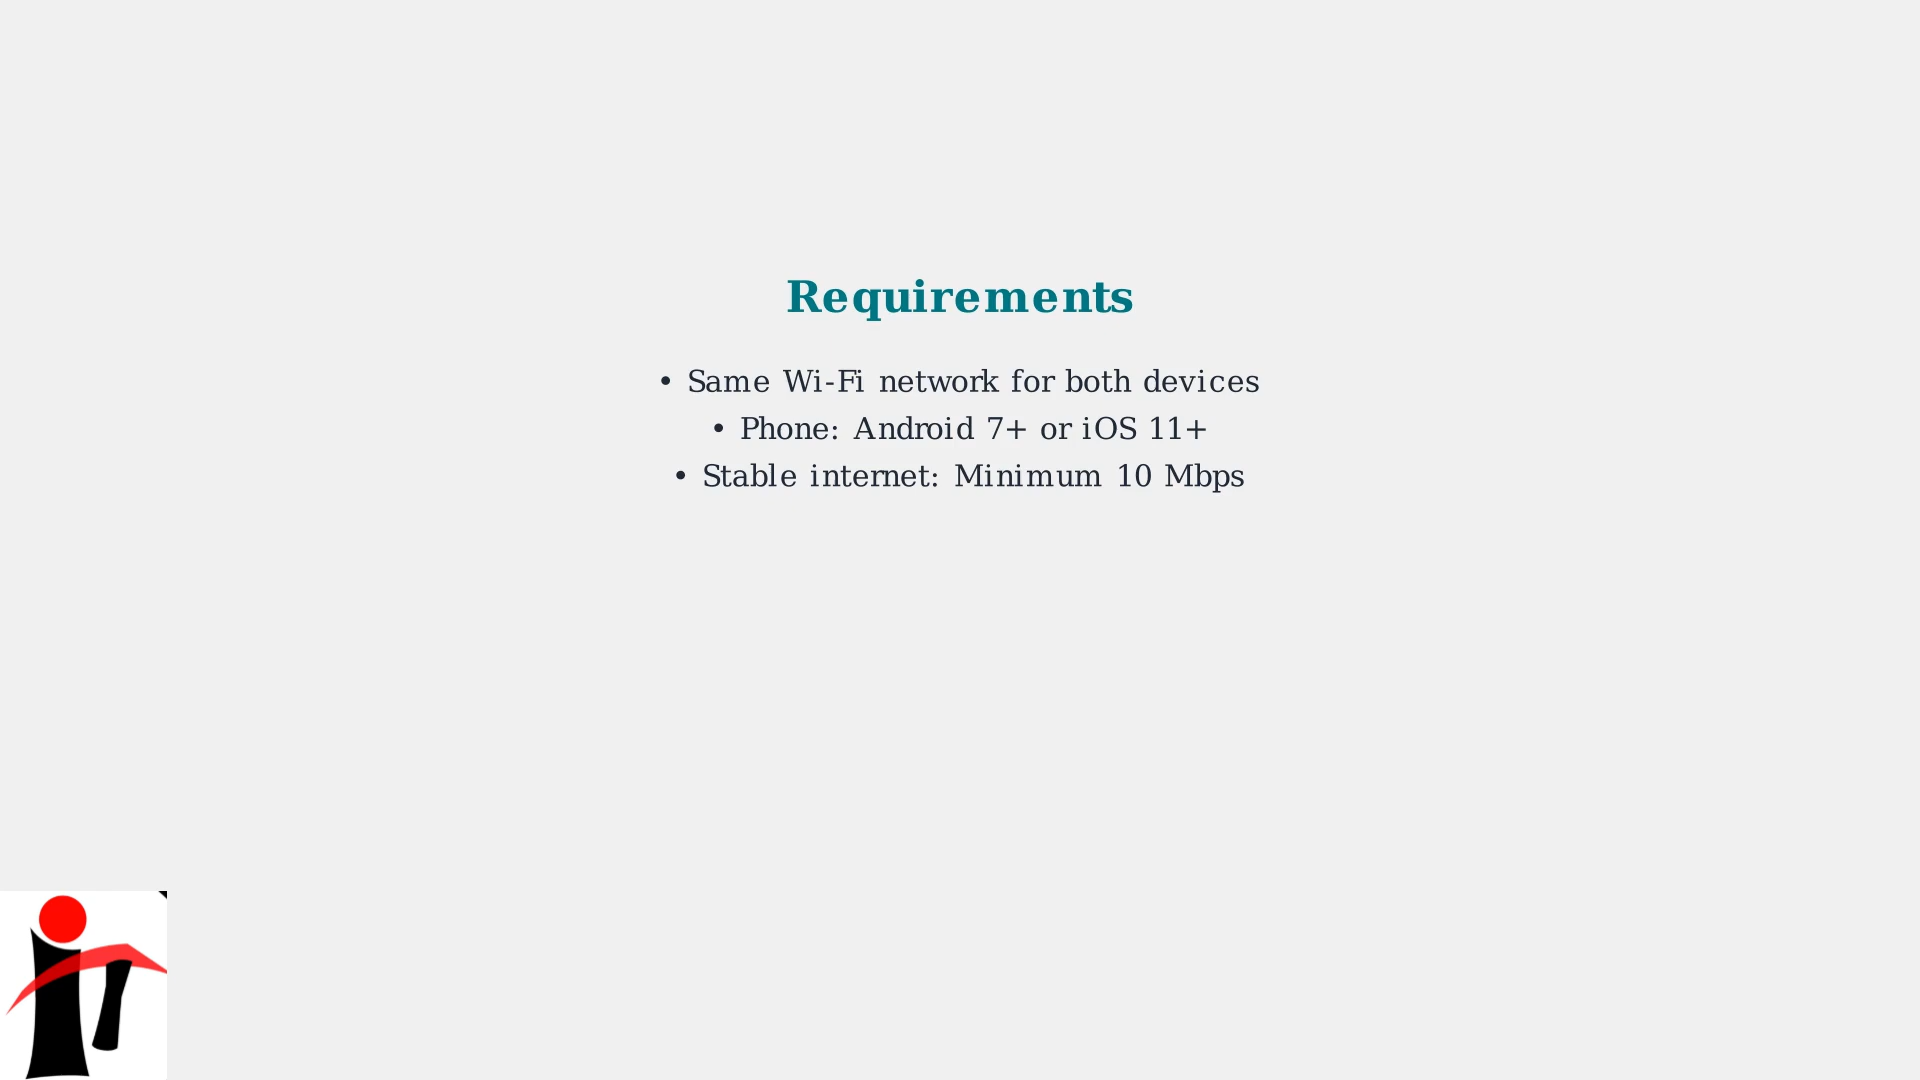 Requirements
• Same Wi-Fi network for both devices
• Phone: Android 7+ or iOS 11+
• Stable internet: Minimum 10 Mbps